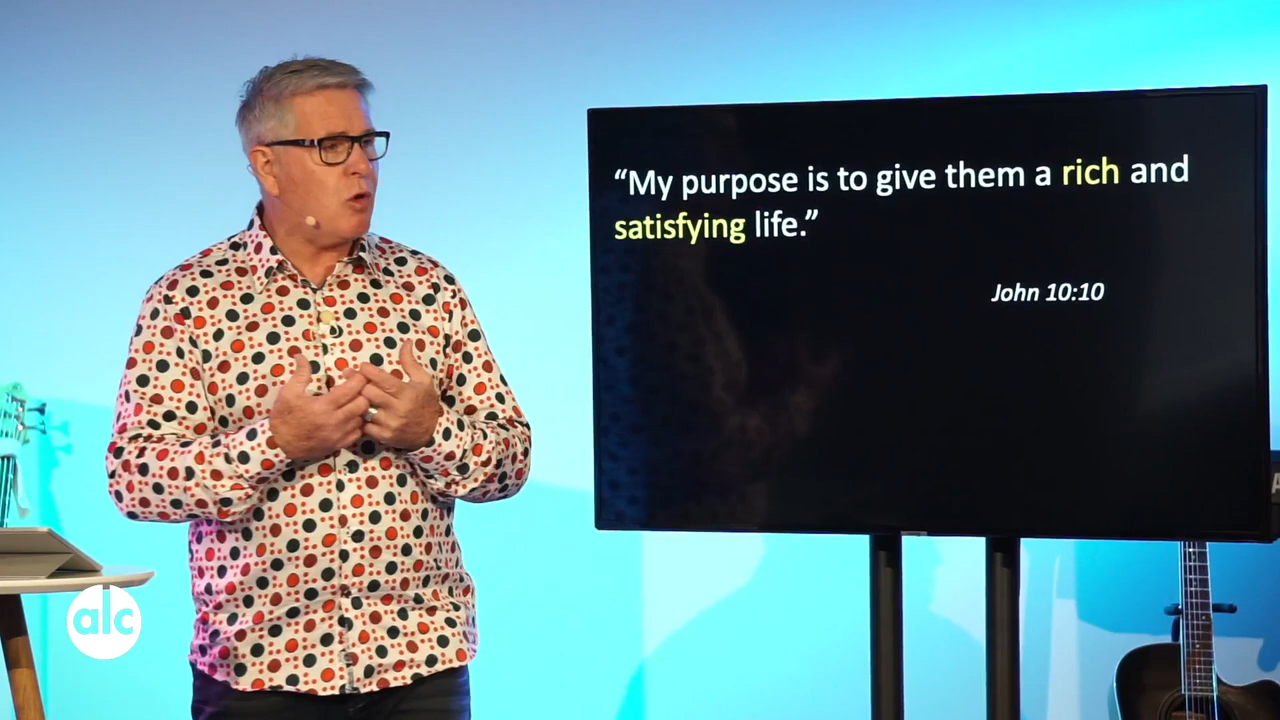 “My purpose is to give them a rich and
satisfying life.”
John 10:10
alc